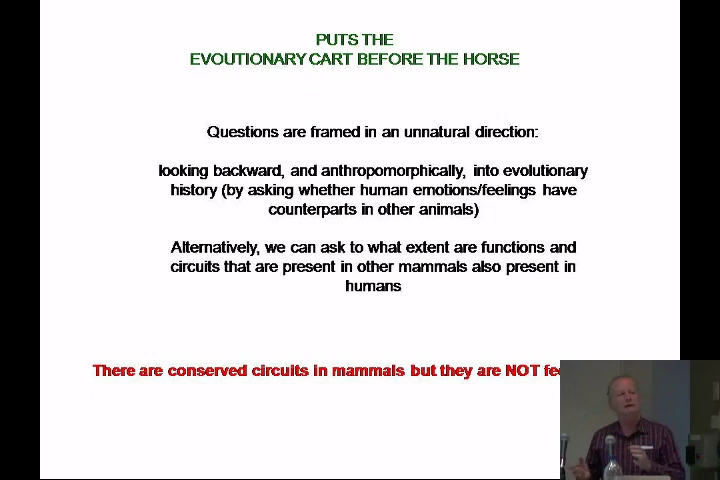 PUTS THE
EVOUTIONARY CART BEFORE THE HORSE
Questions are framed in an unnatural direction:
looking backward, and anthropomorphically, into evolutionary
history (by asking whether human emotions/feelings have
counterparts in other animals)
Alternatively, we can ask to what extent are functions and
circuits that are present in other mammals also present in
humans
There are conserved circuits in mammals but they are NOT